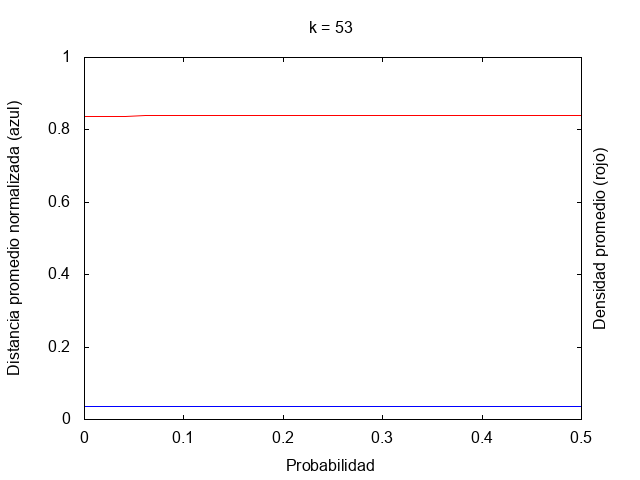 k = 53
Distancia promedio normalizada (azul)
1
0.8
0.6
0.4
0.2
0
0 0.1 0.2 0.3 0.4 0.5
Probabilidad
Densidad promedio (rojo)